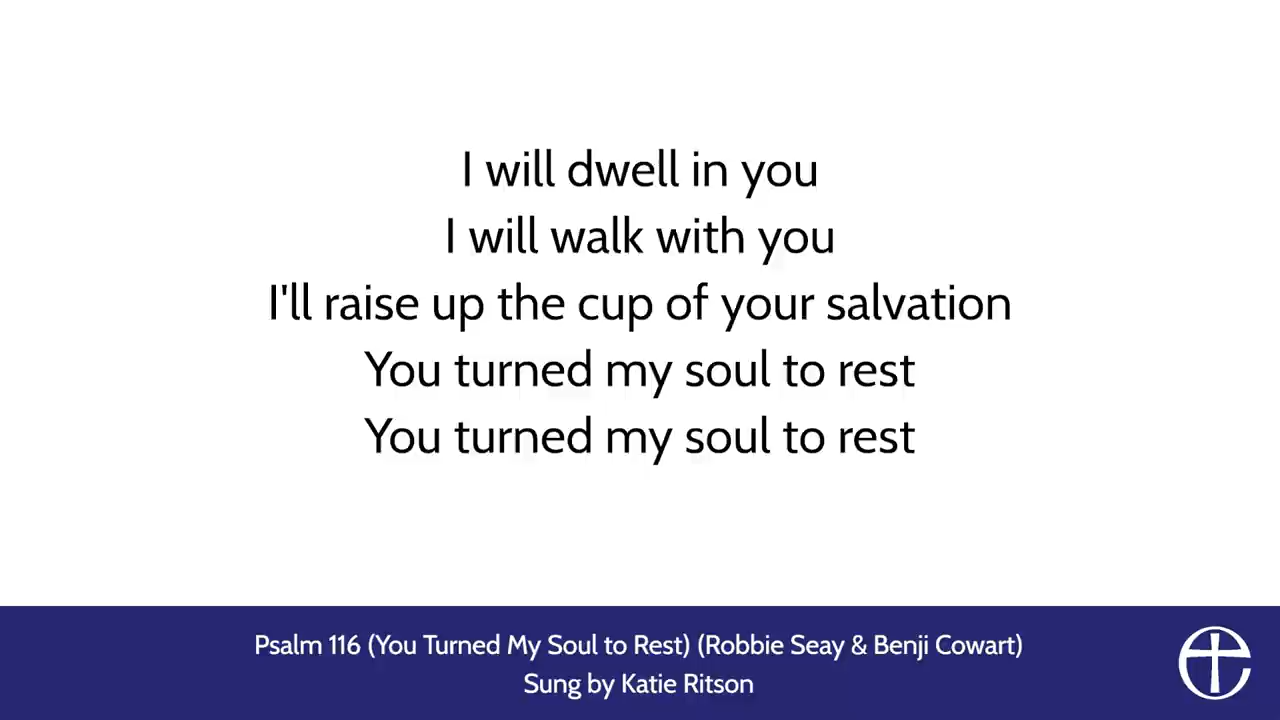 I will dwell in you
I will walk with you
I'll raise up the cup of your salvation
You turned my soul to rest
You turned my soul to rest
Psalm 116 (You Turned My Soul to Rest) (Robbie Seay & Benji Cowart)
Sung by Katie Ritson